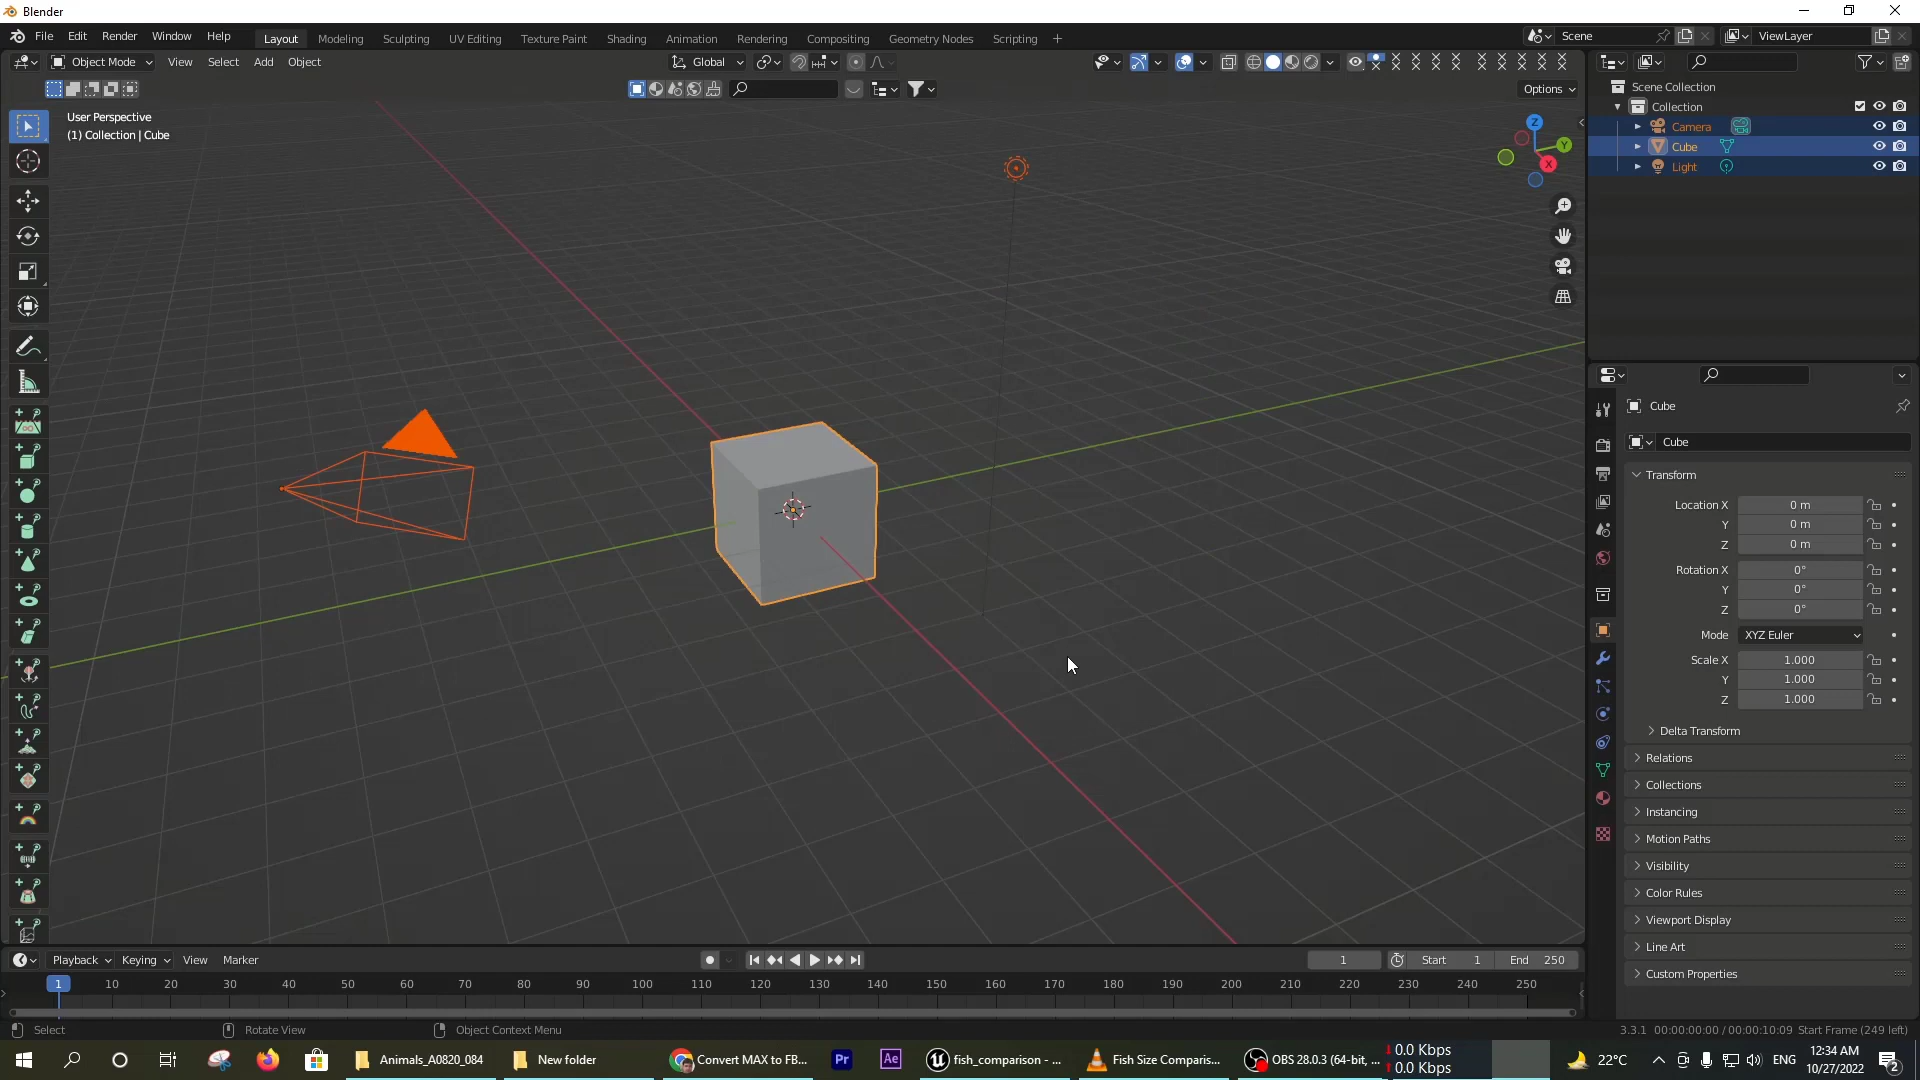 Blender
File Edit Render Window Help Layout Modeling Sculpting UV Editing Texture Paint Shading Animation Rendering Compositing Geometry Nodes Scripting + Scene ViewLayer
Object Mode View Select Add Object Global
Options
User Perspective
(1) Collection | Cube
Z
Y
X
Scene Collection
Collection
Camera
Cube
Light
Cube
Cube
Transform
Location X 0 m
Y 0 m
Z 0 m
Rotation X 0°
Y 0°
Z 0°
Mode XYZ Euler
Scale X 1.000
Y 1.000
Z 1.000
Delta Transform
Relations
Collections
Instancing
Motion Paths
Visibility
Color Rules
Viewport Display
Line Art
Custom Properties
Playback Keying View Marker 1 Start 1 End 250
1 10 20 30 40 50 60 70 80 90 100 110 120 130 140 150 160 170 180 190 200 210 220 230 240 250
Select Rotate View Object Context Menu 3.3.1 00:00:00:00 / 00:00:10:09 Start Frame (249 left)
Animals_A0820_084 New folder Convert MAX to FB... Pr Ae fish_comparison - ... Fish Size Comparis... OBS 28.0.3 (64-bit, ...
0.0 Kbps
0.0 Kbps
22°C ENG
12:34 AM
10/27/2022
2